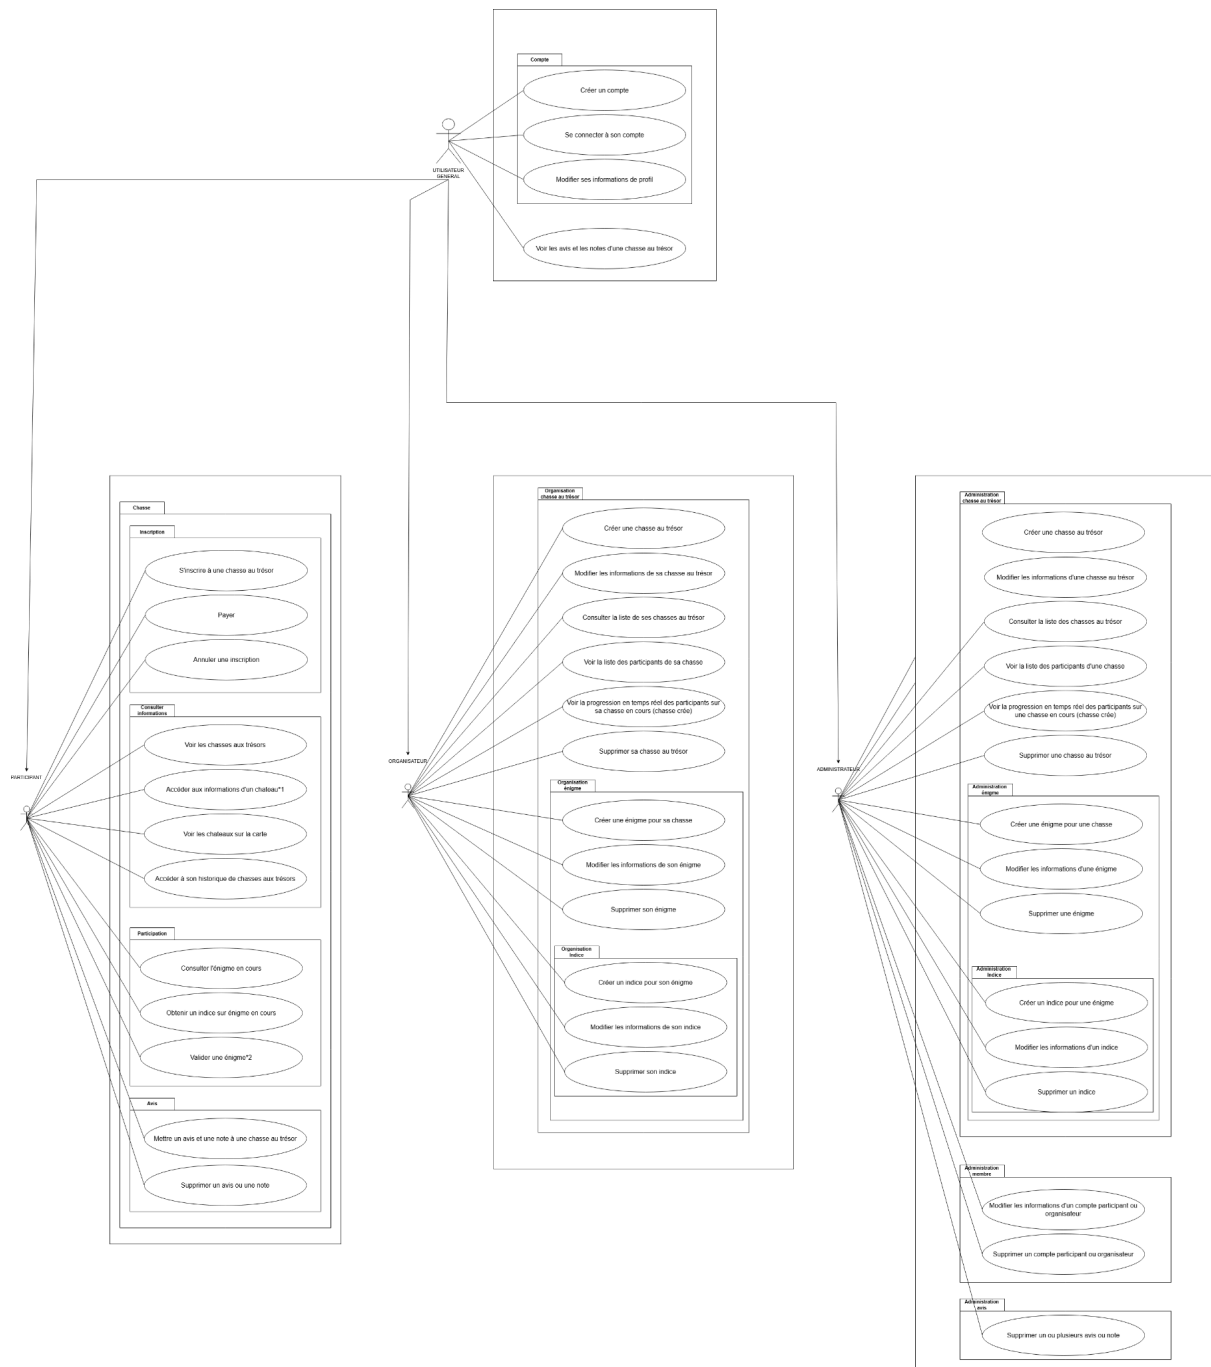 Compte
Créer un compte
Se connecter à son compte
UTILISATEUR
GENERAL
Modifier ses informations de profil
Voir les avis et les notes d'une chasse au trésor
PARTICIPANT
Chasse
Inscription
S'inscrire à une chasse au trésor
Payer
Annuler une inscription
Consulter
informations
Voir les chasses aux trésors
Accéder aux informations d'un chateau*1
Voir les chateaux sur la carte
Accéder à son historique de chasses aux trésors
Participation
Consulter l'énigme en cours
Obtenir un indice sur énigme en cours
Valider une énigme*2
Avis
Mettre un avis et une note à une chasse au trésor
Supprimer un avis ou une note
ORGANISATEUR
Organisation
chasse au trésor
Créer une chasse au trésor
Modifier les informations de sa chasse au trésor
Consulter la liste de ses chasses au trésor
Voir la liste des participants de sa chasse
Voir la progression en temps réel des participants sur
sa chasse en cours (chasse crée)
Supprimer sa chasse au trésor
Organisation
énigme
Créer une énigme pour sa chasse
Modifier les informations de son énigme
Supprimer son énigme
Organisation
indice
Créer un indice pour son énigme
Modifier les informations de son indice
Supprimer son indice
ADMINISTRATEUR
Administration
chasse au trésor
Créer une chasse au trésor
Modifier les informations d'une chasse au trésor
Consulter la liste des chasses au trésor
Voir la liste des participants d'une chasse
Voir la progression en temps réel des participants sur
une chasse en cours (chasse crée)
Supprimer une chasse au trésor
Administration
énigme
Créer une énigme pour une chasse
Modifier les informations d'une énigme
Supprimer une énigme
Administration
indice
Créer un indice pour une énigme
Modifier les informations d'un indice
Supprimer un indice
Administration
membre
Modifier les informations d'un compte participant ou
organisateur
Supprimer un compte participant ou organisateur
Administration
avis
Supprimer un ou plusieurs avis ou note